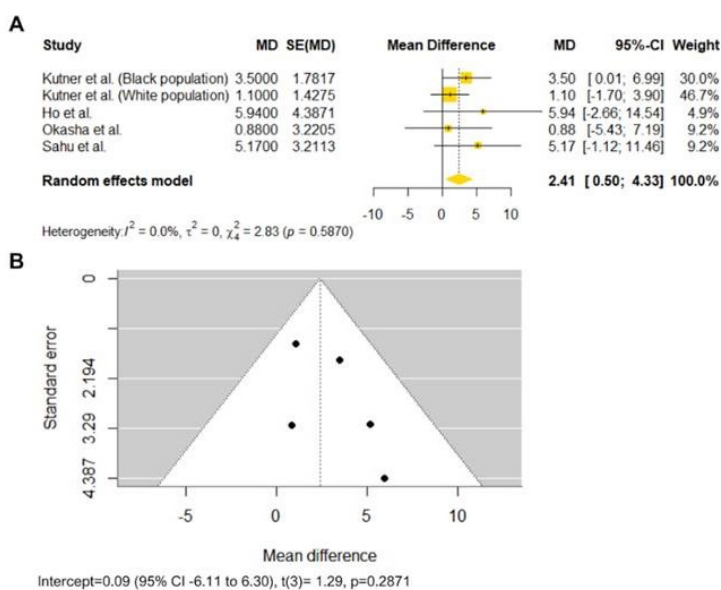 A
Study MD SE(MD) Mean Difference MD 95%-CI Weight
Kutner et al. (Black population) 3.5000 1.7817 3.50 [ 0.01; 6.99] 30.0%
Kutner et al. (White population) 1.1000 1.4275 1.10 [-1.70; 3.90] 46.7%
Ho et al. 5.9400 4.3871 5.94 [-2.66; 14.54] 4.9%
Okasha et al. 0.8800 3.2205 0.88 [-5.43; 7.19] 9.2%
Sahu et al. 5.1700 3.2113 5.17 [-1.12; 11.46] 9.2%
Random effects model 2.41 [ 0.50; 4.33] 100.0%
-10 -5 0 5 10
Heterogeneity: I² = 0.0%, τ² = 0, χ²₄ = 2.83 (p = 0.5870)
B
Standard error
0
2.194
3.29
4.387
-5 0 5 10
Mean difference
Intercept=0.09 (95% CI -6.11 to 6.30), t(3)= 1.29, p=0.2871